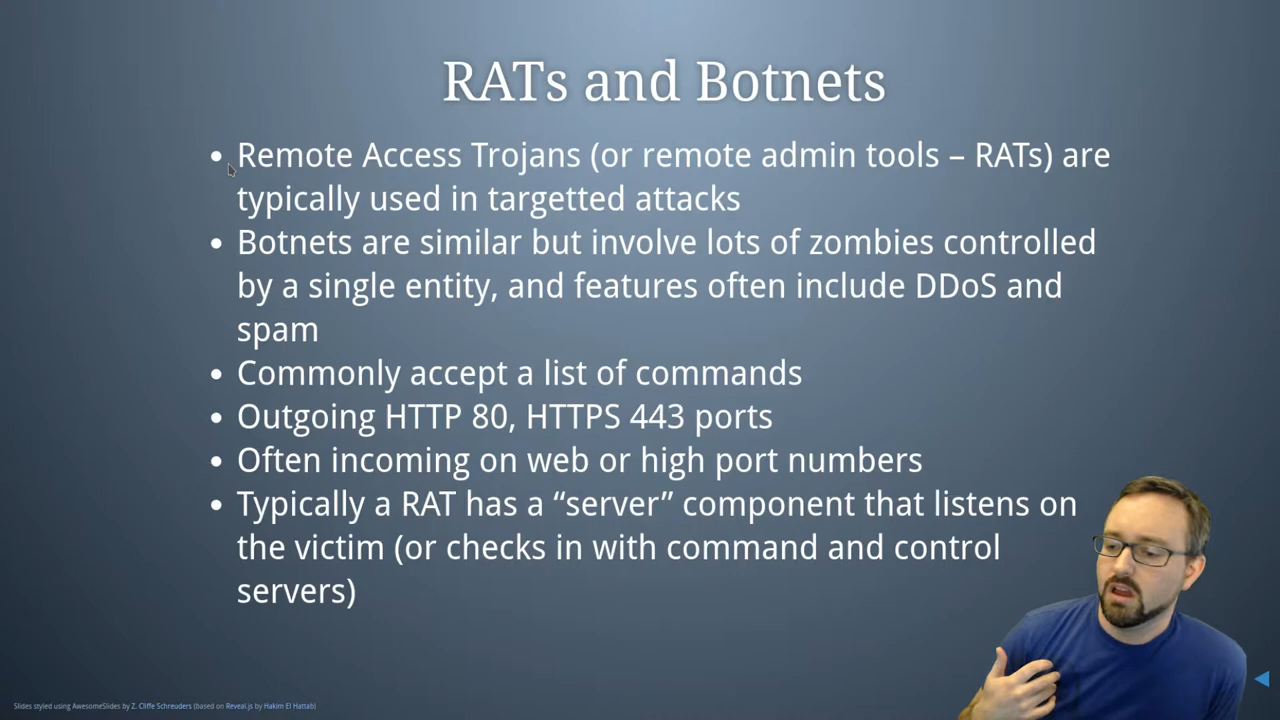 RATs and Botnets
• Remote Access Trojans (or remote admin tools – RATs) are
typically used in targetted attacks
• Botnets are similar but involve lots of zombies controlled
by a single entity, and features often include DDoS and
spam
• Commonly accept a list of commands
• Outgoing HTTP 80, HTTPS 443 ports
• Often incoming on web or high port numbers
• Typically a RAT has a “server” component that listens on
the victim (or checks in with command and control
servers)
Slides styled using AwesomeSlides by Z. Cliffe Schreuders (based on Reveal.js by Hakim El Hattab)